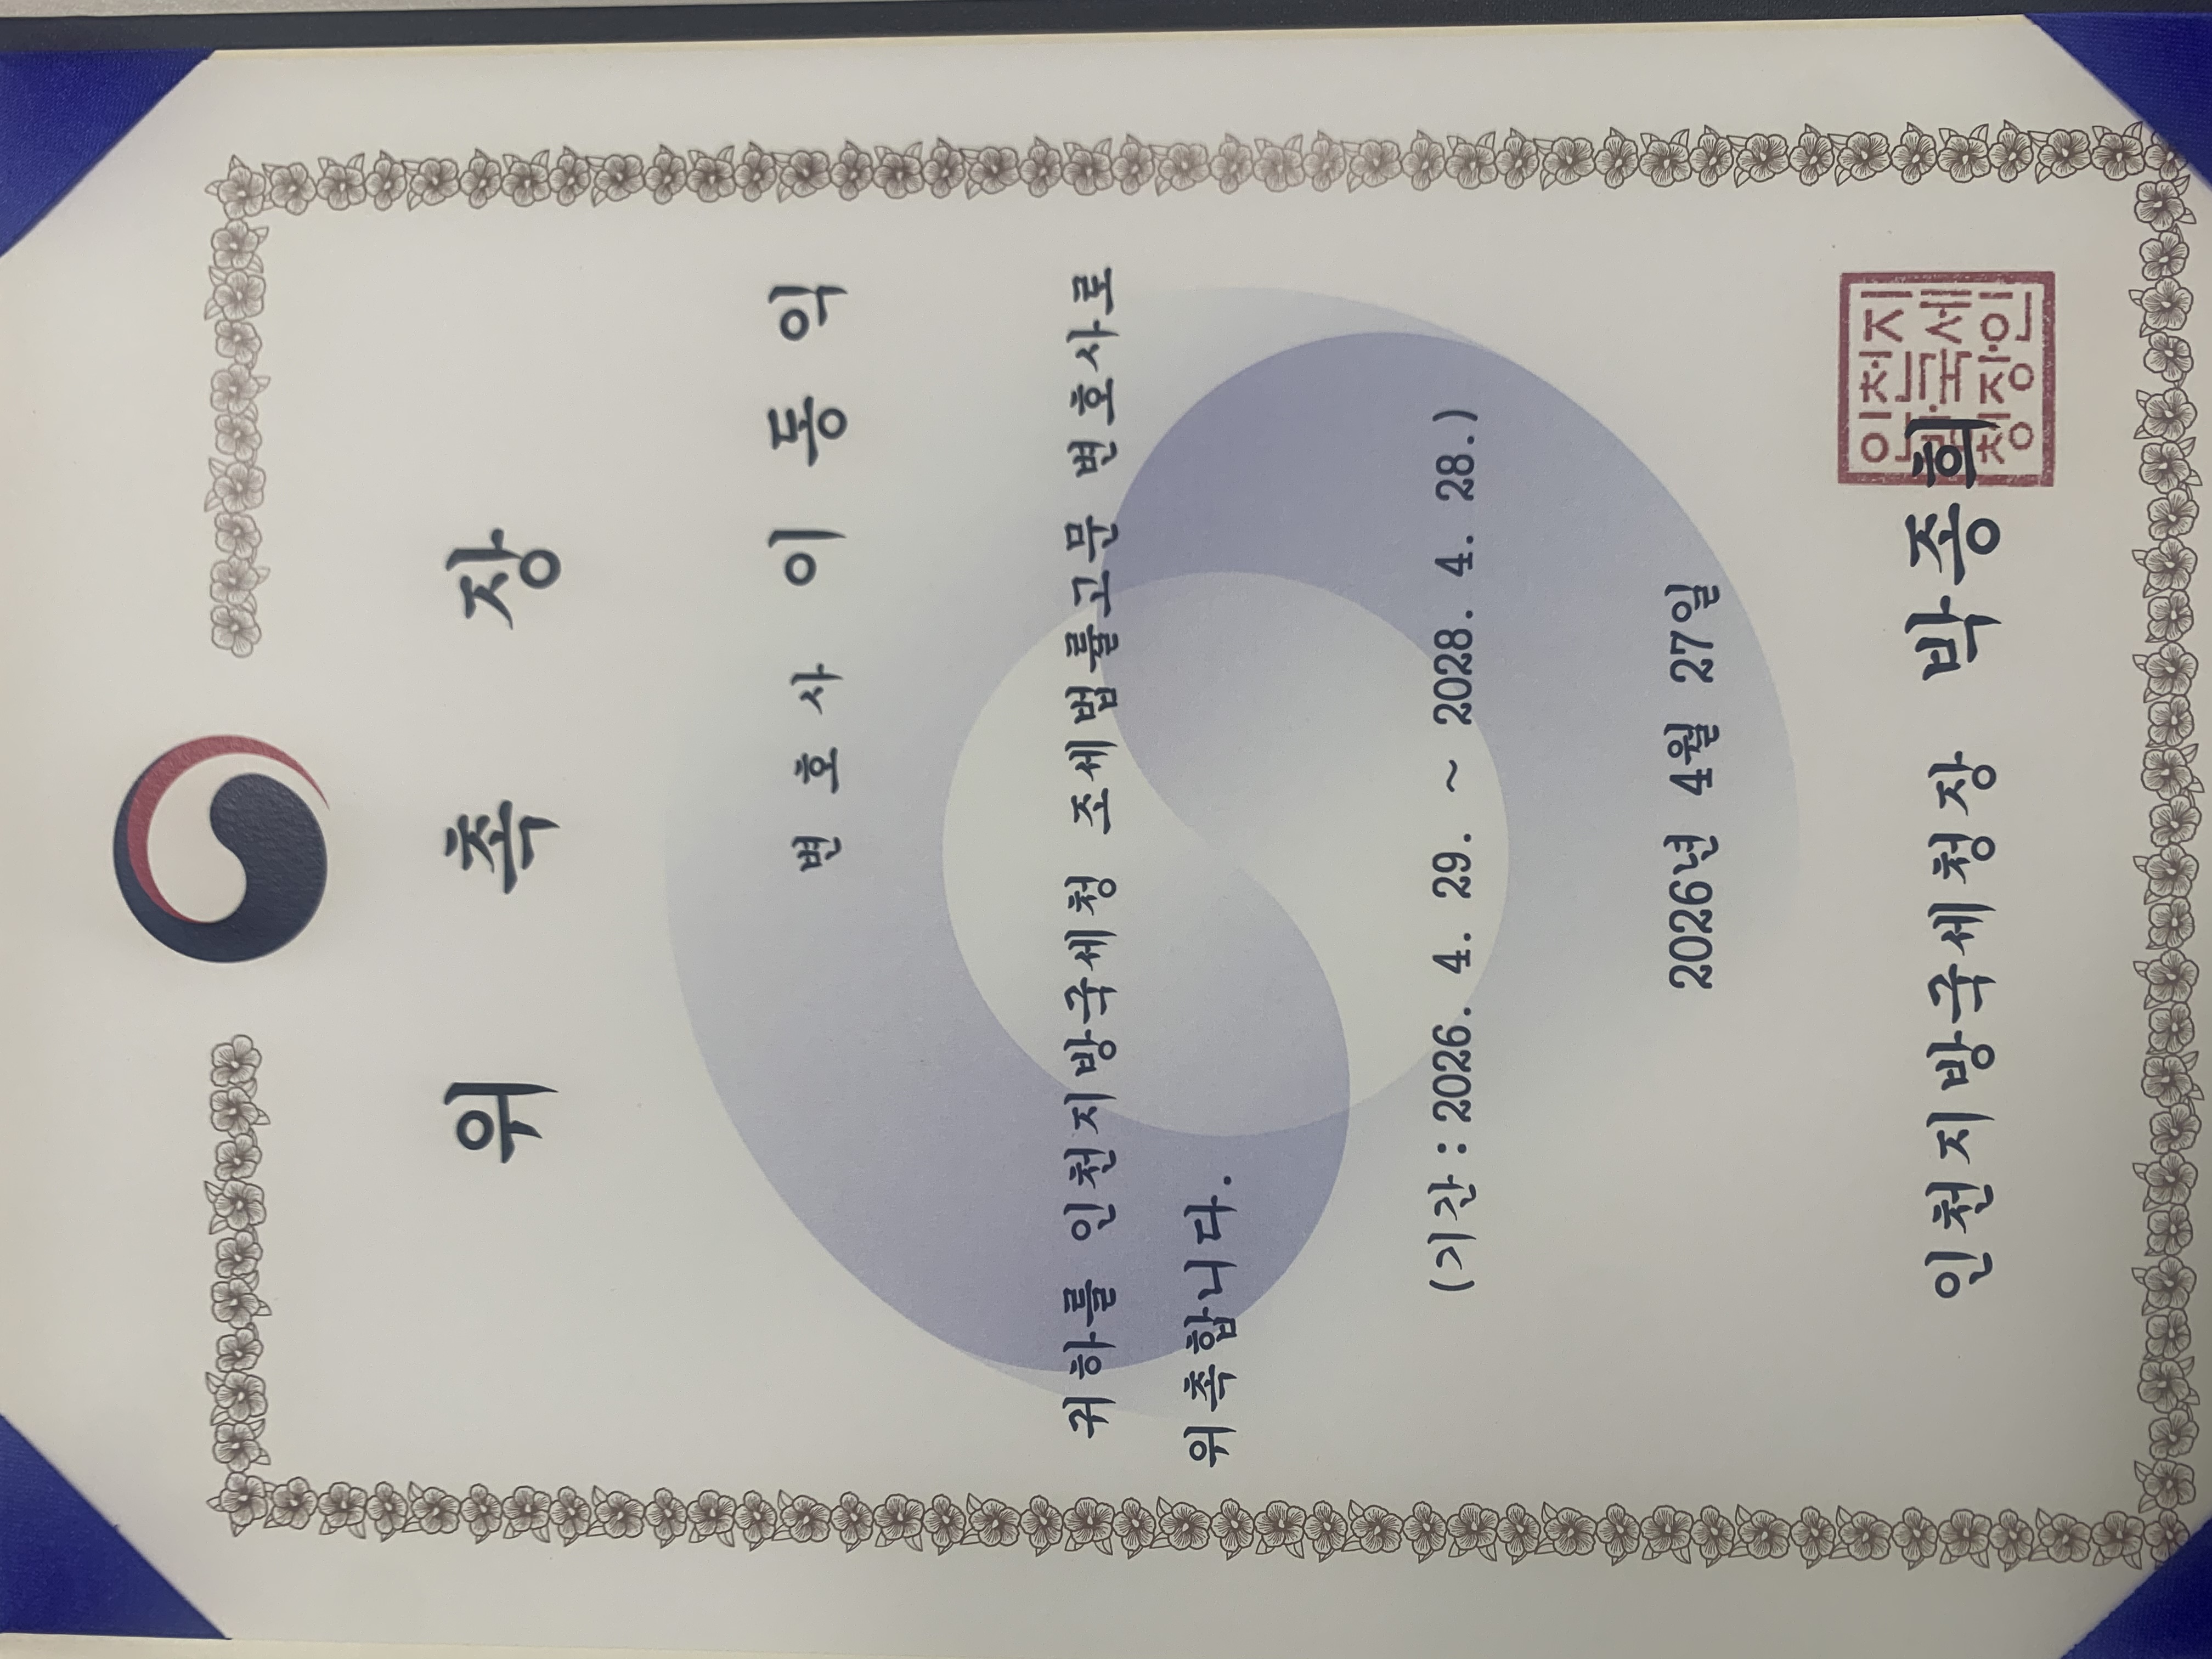 위 촉 장
변 호 사 이 동 익
귀하를 인천지방국세청 조세법률고문 변호사로
위촉합니다.
(기간:2026. 4. 29. ~ 2028. 4. 28.)
2026년 4월 27일
인천지방국세청장 박종희
인천지
방국세
청장인